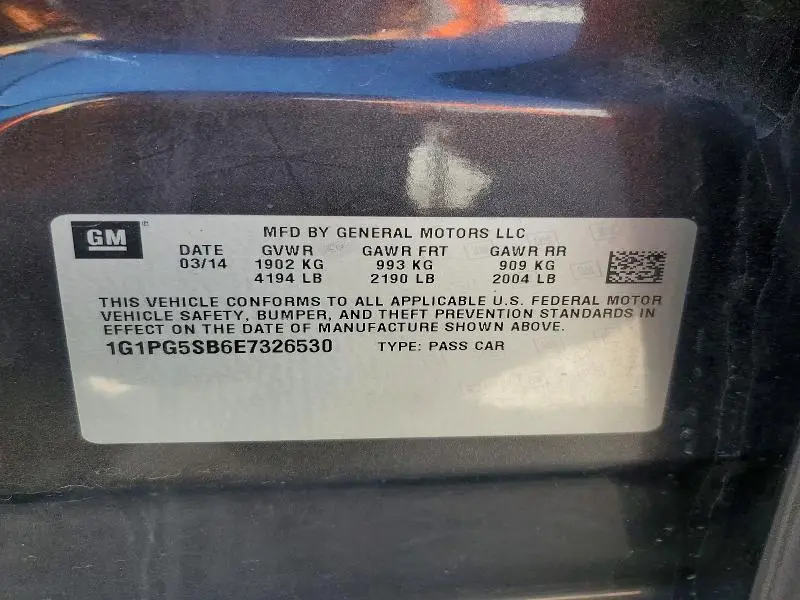 GM
MFD BY GENERAL MOTORS LLC
DATE GVWR GAWR FRT GAWR RR
03/14 1902 KG 993 KG 909 KG
4194 LB 2190 LB 2004 LB
THIS VEHICLE CONFORMS TO ALL APPLICABLE U.S. FEDERAL MOTOR
VEHICLE SAFETY, BUMPER, AND THEFT PREVENTION STANDARDS IN
EFFECT ON THE DATE OF MANUFACTURE SHOWN ABOVE.
1G1PG5SB6E7326530 TYPE: PASS CAR